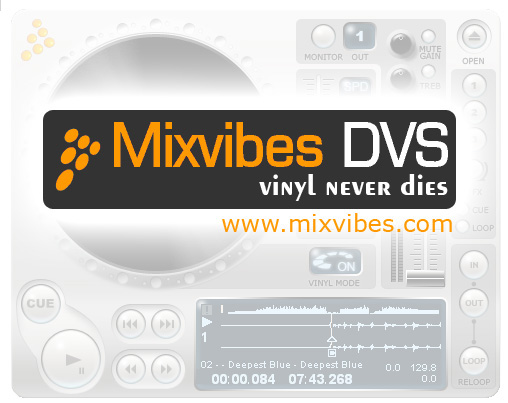 1
MONITOR OUT
MUTE
GAIN
OPEN
1
Mixvibes DVS
vinyl never dies
www.mixvibes.com
CUE
LOOP
ON
VINYL MODE
IN
OUT
CUE
1
02 - - Deepest Blue - Deepest Blue
0.0 129.8
00:00.084 07:43.268 0.0
LOOP
RELOOP